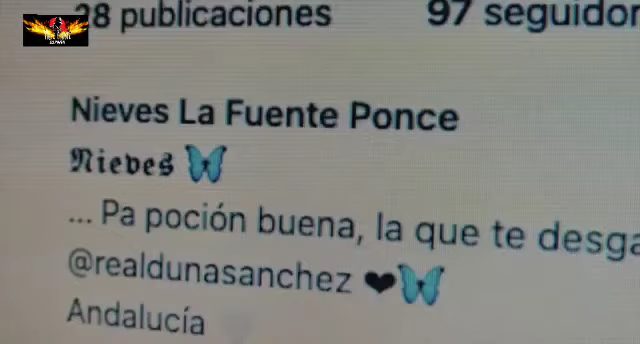 28 publicaciones 97 seguidor
Nieves La Fuente Ponce
𝕹𝖎𝖊𝖛𝖊𝖘 🦋
... Pa poción buena, la que te desga
@realdunasanchez ❤🦋
Andalucía